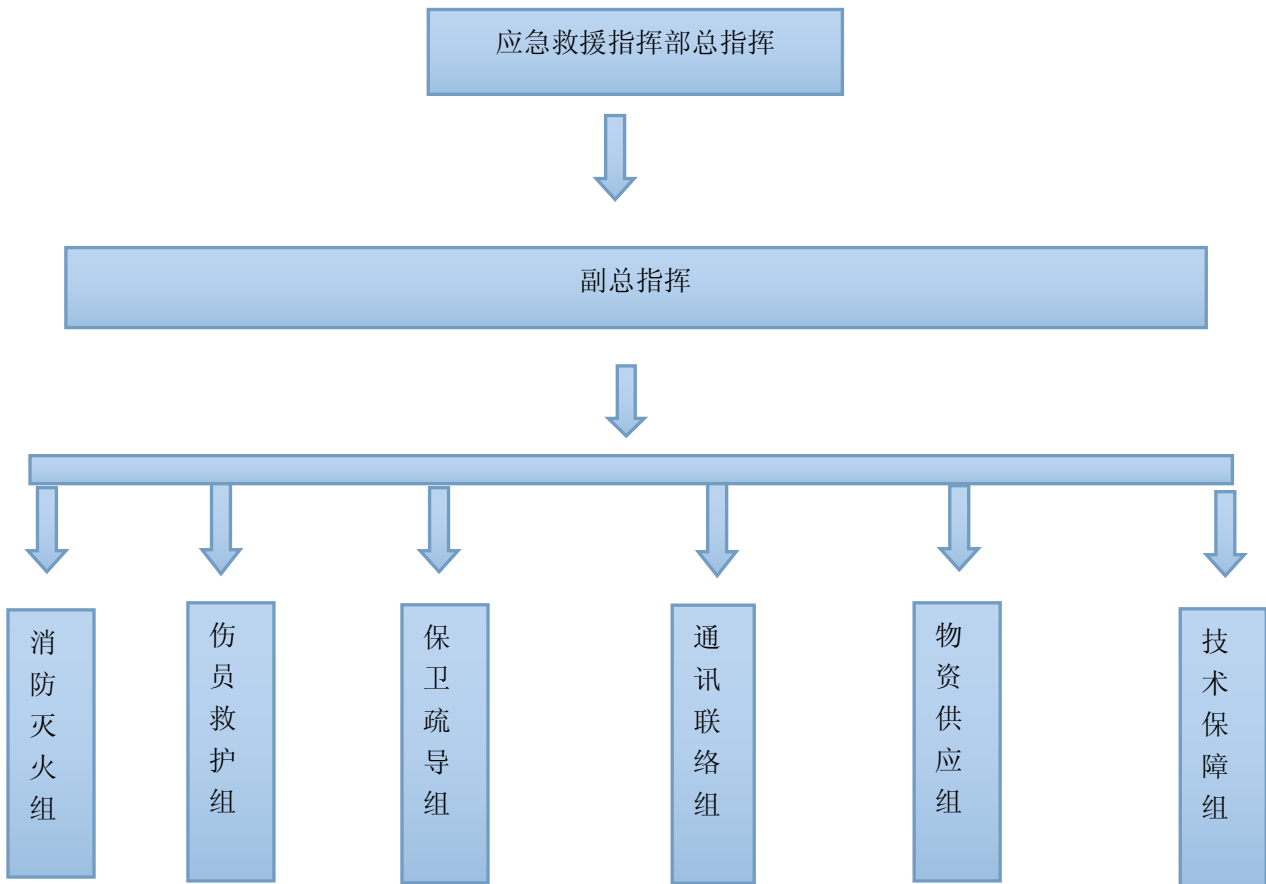 应急救援指挥部总指挥
副总指挥
消防灭火组
伤员救护组
保卫疏导组
通讯联络组
物资供应组
技术保障组